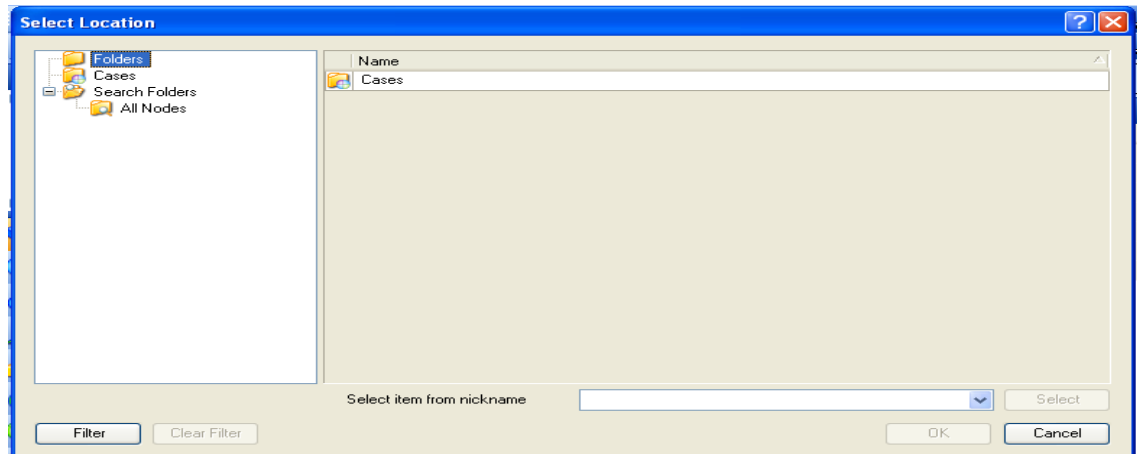 Select Location
Folders
Cases
Search Folders
All Nodes
Name
Cases
Select item from nickname
Select
Filter
Clear Filter
OK
Cancel